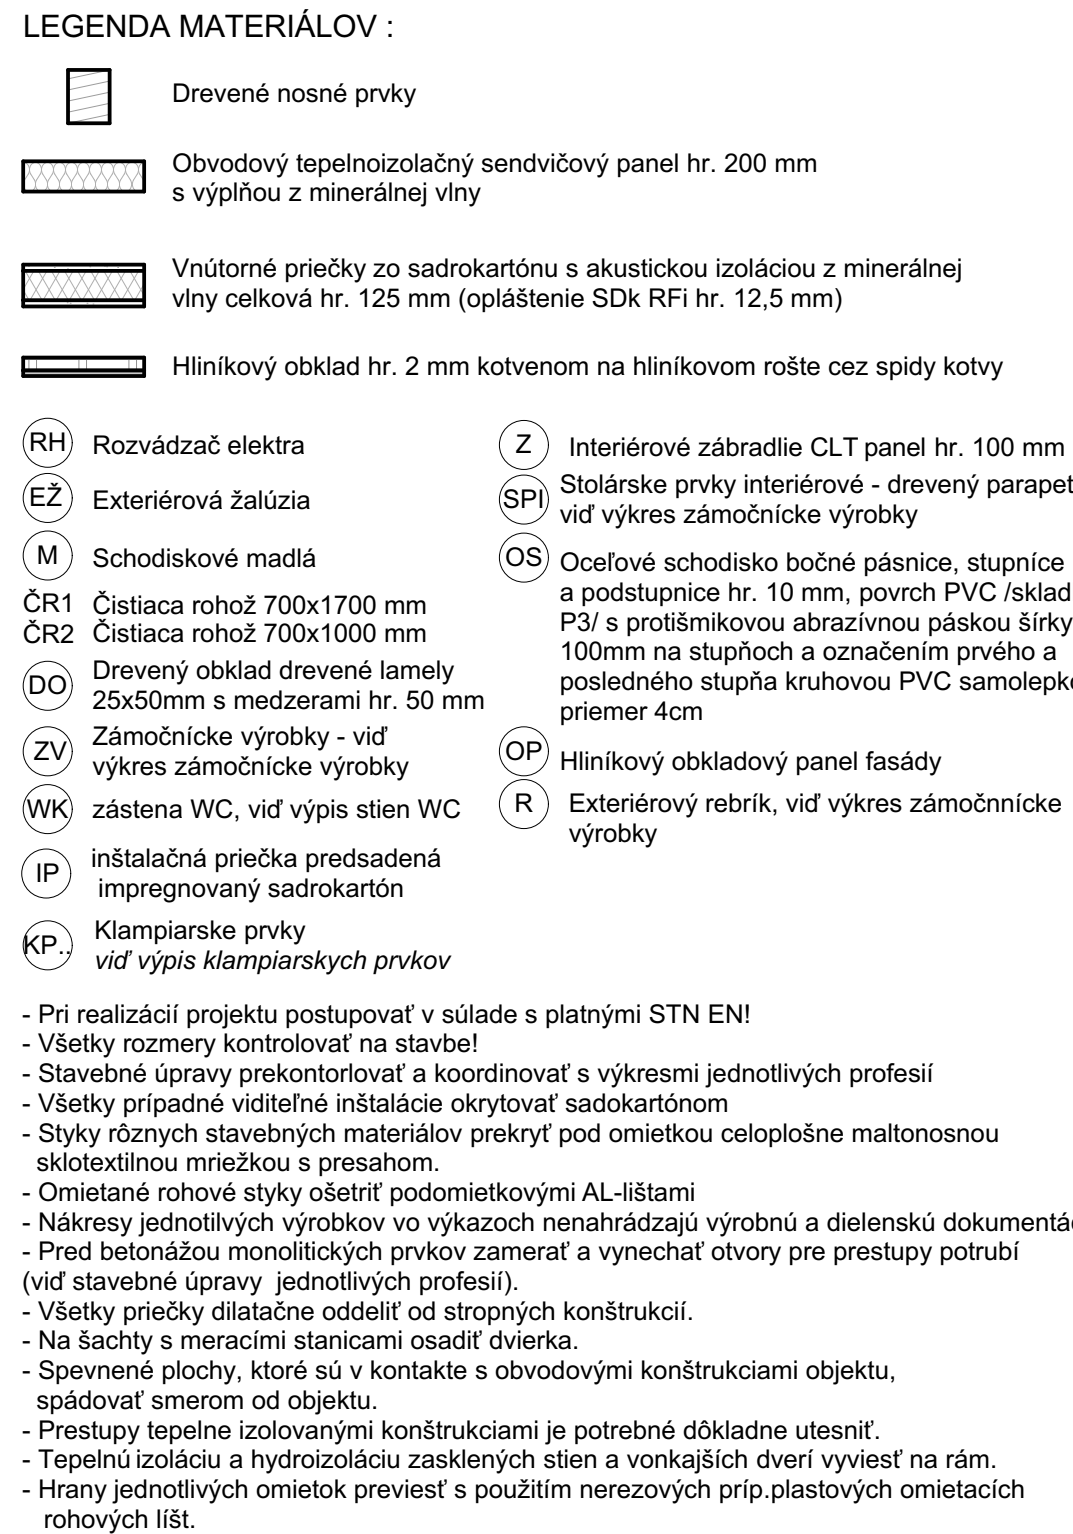 LEGENDA MATERIÁLOV :
Drevené nosné prvky
Obvodový tepelnoizolačný sendvičový panel hr. 200 mm
s výplňou z minerálnej vlny
Vnútorné priečky zo sadrokartónu s akustickou izoláciou z minerálnej
vlny celková hr. 125 mm (opláštenie SDk RFi hr. 12,5 mm)
Hliníkový obklad hr. 2 mm kotvenom na hliníkovom rošte cez spidy kotvy
RH Rozvádzač elektra
EŽ Exteriérová žalúzia
M Schodiskové madlá
ČR1 Čistiaca rohož 700x1700 mm
ČR2 Čistiaca rohož 700x1000 mm
DO Drevený obklad drevené lamely
25x50mm s medzerami hr. 50 mm
ZV Zámočnícke výrobky - viď
výkres zámočnícke výrobky
WK zástena WC, viď výpis stien WC
IP inštalačná priečka predsadená
impregnovaný sadrokartón
KP.. Klampiarske prvky
viď výpis klampiarskych prvkov
Z Interiérové zábradlie CLT panel hr. 100 mm
SPI Stolárske prvky interiérové - drevený parapet
viď výkres zámočnícke výrobky
OS Oceľové schodisko bočné pásnice, stupníce
a podstupnice hr. 10 mm, povrch PVC /sklad
P3/ s protišmikovou abrazívnou páskou šírky
100mm na stupňoch a označením prvého a
posledného stupňa kruhovou PVC
priemer 4cm
OP Hliníkový obkladový panel fasády
R Exteriérový rebrík, viď výkres zámočnnícke
výrobky
- Pri realizácií projektu postupovať v súlade s platnými STN EN!
- Všetky rozmery kontrolovať na stavbe!
- Stavebné úpravy prekontorlovať a koordinovať s výkresmi jednotlivých profesií
- Všetky prípadné viditeľné inštalácie okrytovať sadokartónom
- Styky rôznych stavebných materiálov prekryť pod omietkou celoplošne maltonosnou
sklotextilnou mriežkou s presahom.
- Omietané rohové styky ošetriť podomietkovými AL-lištami
- Nákresy jednotilvých výrobkov vo výkazoch nenahrádzajú výrobnú a dielenskú
- Pred betonážou monolitických prvkov zamerať a vynechať otvory pre prestupy potrubí
(viď stavebné úpravy jednotlivých profesií).
- Všetky priečky dilatačne oddeliť od stropných konštrukcií.
- Na šachty s meracími stanicami osadiť dvierka.
- Spevnené plochy, ktoré sú v kontakte s obvodovými konštrukciami objektu,
spádovať smerom od objektu.
- Prestupy tepelne izolovanými konštrukciami je potrebné dôkladne utesniť.
- Tepelnú izoláciu a hydroizoláciu zasklených stien a vonkajších dverí vyviesť na rám.
- Hrany jednotlivých omietok previesť s použitím nerezových príp.plastových omietacích
rohových líšt.